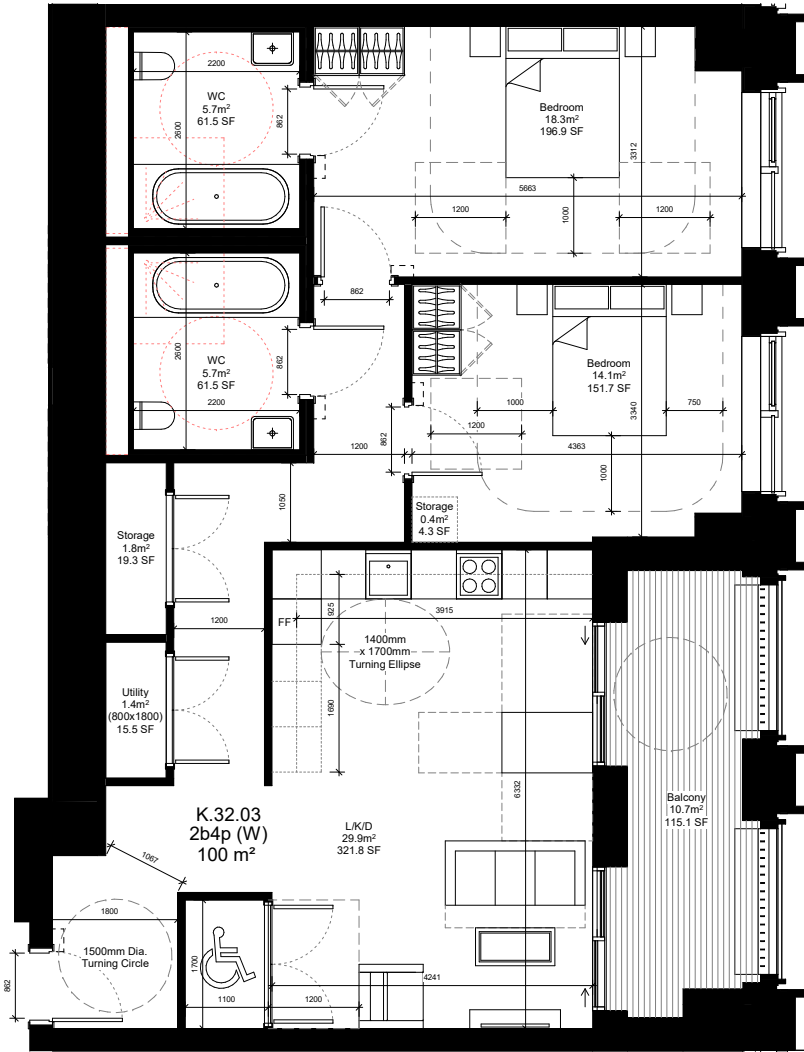 2200
WC
5.7m²
61.5 SF
2600
862
Bedroom
18.3m²
196.9 SF
3312
5663
1200
1000
1200
862
WC
5.7m²
61.5 SF
2600
2200
862
1200
862
Bedroom
14.1m²
151.7 SF
3340
1000
750
1200
4363
1000
1050
Storage
0.4m²
4.3 SF
Storage
1.8m²
19.3 SF
1200
FF
925
3915
1400mm
x 1700mm
Turning Ellipse
1690
Utility
1.4m²
(800x1800)
15.5 SF
6332
K.32.03
2b4p (W)
100 m²
L/K/D
29.9m²
321.8 SF
Balcony
10.7m²
115.1 SF
1067
1800
1500mm Dia.
Turning Circle
862
1700
1100
1200
4241